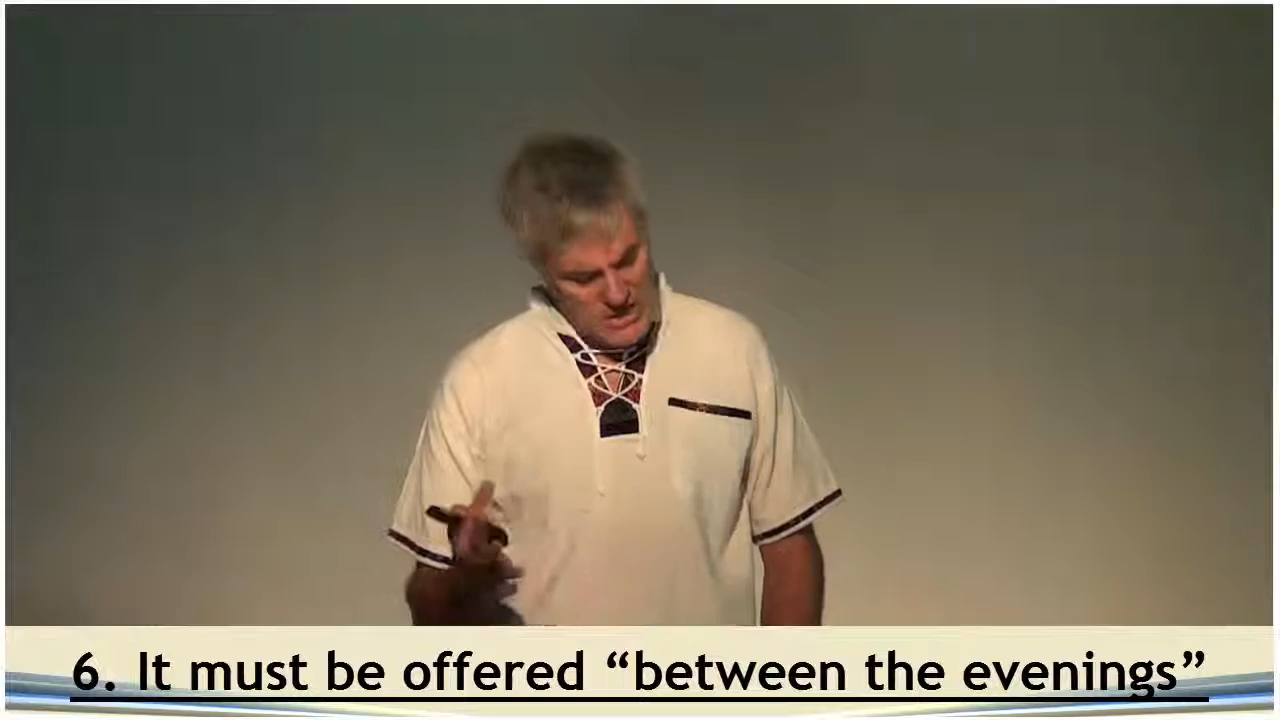 6. It must be offered “between the evenings”